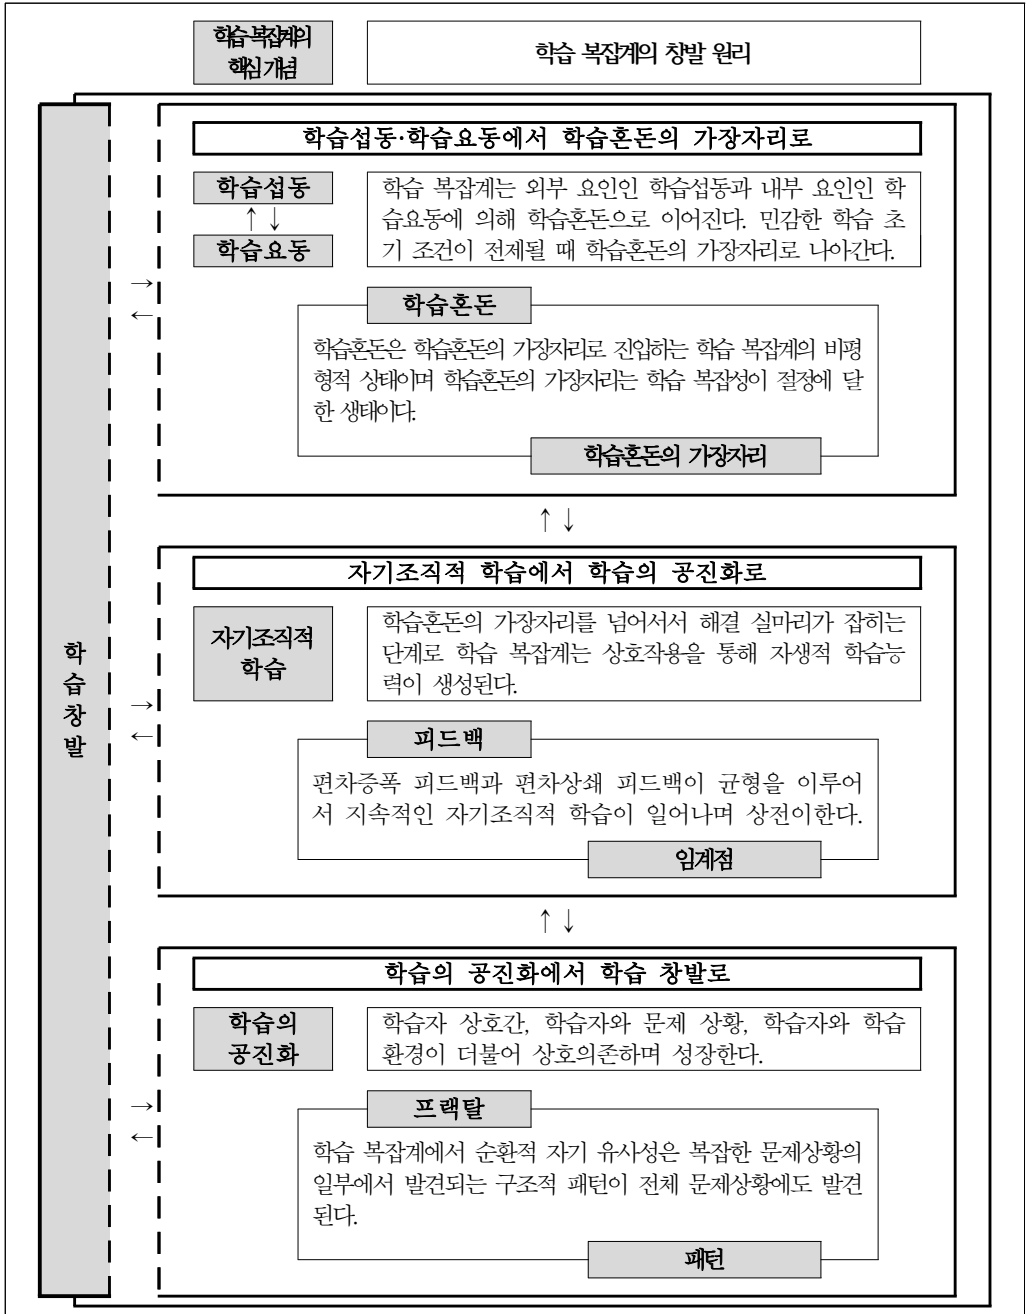 학습 복잡계의
핵심 개념
학습 복잡계의 창발 원리
학습창발
학습섭동·학습요동에서 학습혼돈의 가장자리로
학습섭동
↑↓
학습요동
학습 복잡계는 외부 요인인 학습섭동과 내부 요인인 학
습요동에 의해 학습혼돈으로 이어진다. 민감한 학습 초
기 조건이 전제될 때 학습혼돈의 가장자리로 나아간다.
→
←
학습혼돈
학습혼돈은 학습혼돈의 가장자리로 진입하는 학습 복잡계의 비평
형적 상태이며 학습혼돈의 가장자리는 학습 복잡성이 절정에 달
한 생태이다.
학습혼돈의 가장자리
↑↓
자기조직적 학습에서 학습의 공진화로
자기조직적
학습
학습혼돈의 가장자리를 넘어서서 해결 실마리가 잡히는
단계로 학습 복잡계는 상호작용을 통해 자생적 학습능
력이 생성된다.
→
←
피드백
편차증폭 피드백과 편차상쇄 피드백이 균형을 이루어
서 지속적인 자기조직적 학습이 일어나며 상전이한다.
임계점
↑↓
학습의 공진화에서 학습 창발로
학습의
공진화
학습자 상호간, 학습자와 문제 상황, 학습자와 학습
환경이 더불어 상호의존하며 성장한다.
→
←
프랙탈
학습 복잡계에서 순환적 자기 유사성은 복잡한 문제상황의
일부에서 발견되는 구조적 패턴이 전체 문제상황에도 발견
된다.
패턴